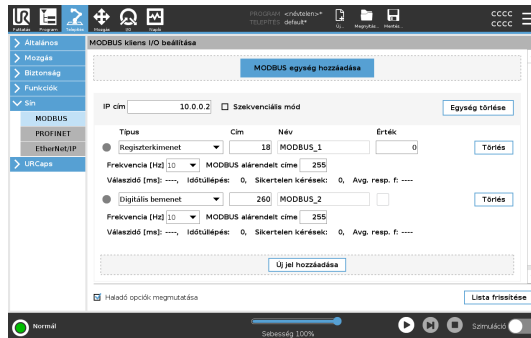 PROGRAM <névtelen>*
TELEPÍTÉS default*
Futtatás Program Telepítés Mozgás I/O Napló
Új... Megnyitás... Mentés...
CCCC
CCCC
Általános
Mozgás
Biztonság
Funkciók
Sín
MODBUS
PROFINET
EtherNet/IP
URCaps
MODBUS kliens I/O beállítása
MODBUS egység hozzáadása
IP cím 10.0.0.2 Szekvenciális mód Egység törlése
Típus Cím Név Érték
Regiszterkimenet 18 MODBUS_1 0 Törlés
Frekvencia [Hz] 10 MODBUS alárendelt címe 255
Válaszidő [ms]: ----, Időtúllépés: 0, Sikertelen kérések: 0, Avg. resp. f: ----
Digitális bemenet 260 MODBUS_2 Törlés
Frekvencia [Hz] 10 MODBUS alárendelt címe 255
Válaszidő [ms]: ----, Időtúllépés: 0, Sikertelen kérések: 0, Avg. resp. f: ----
Új jel hozzáadása
Haladó opciók megmutatása Lista frissítése
Normál
Sebesség 100%
Szimuláció